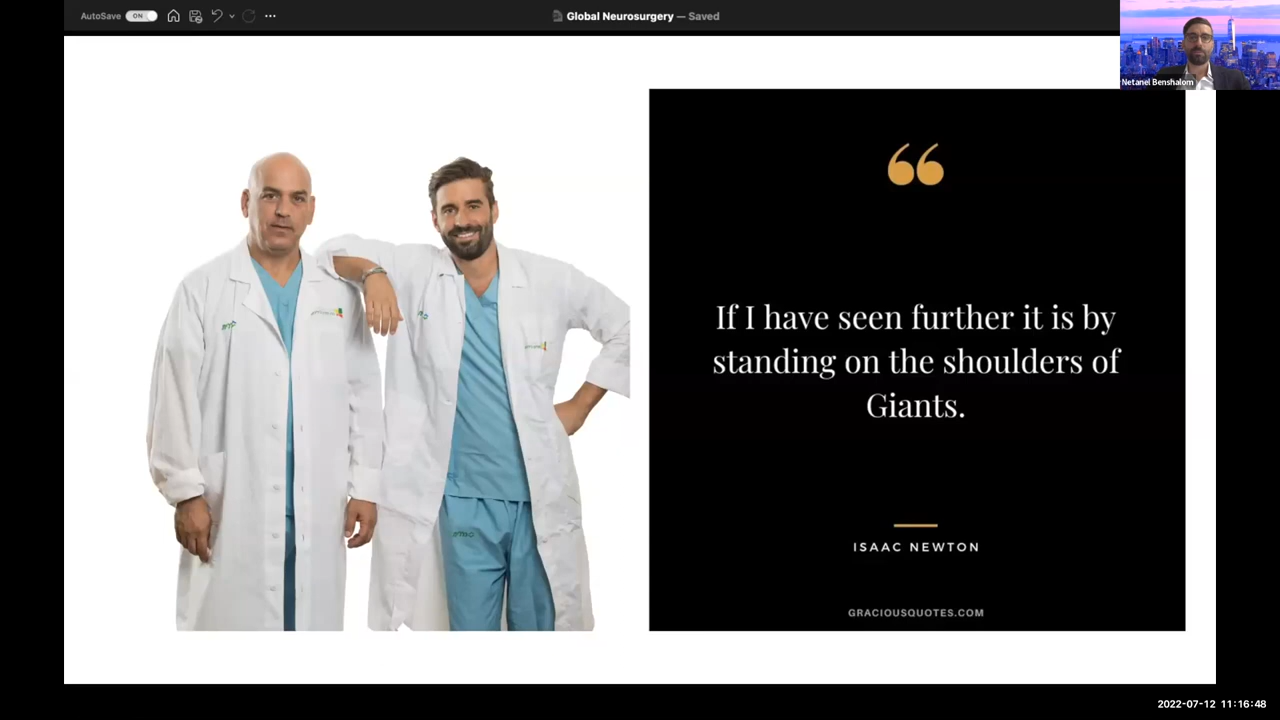 AutoSave ON Global Neurosurgery — Saved
Netanel Benshalom
“
If I have seen further it is by
standing on the shoulders of
Giants.
ISAAC NEWTON
GRACIOUSQUOTES.COM
2022-07-12 11:16:48